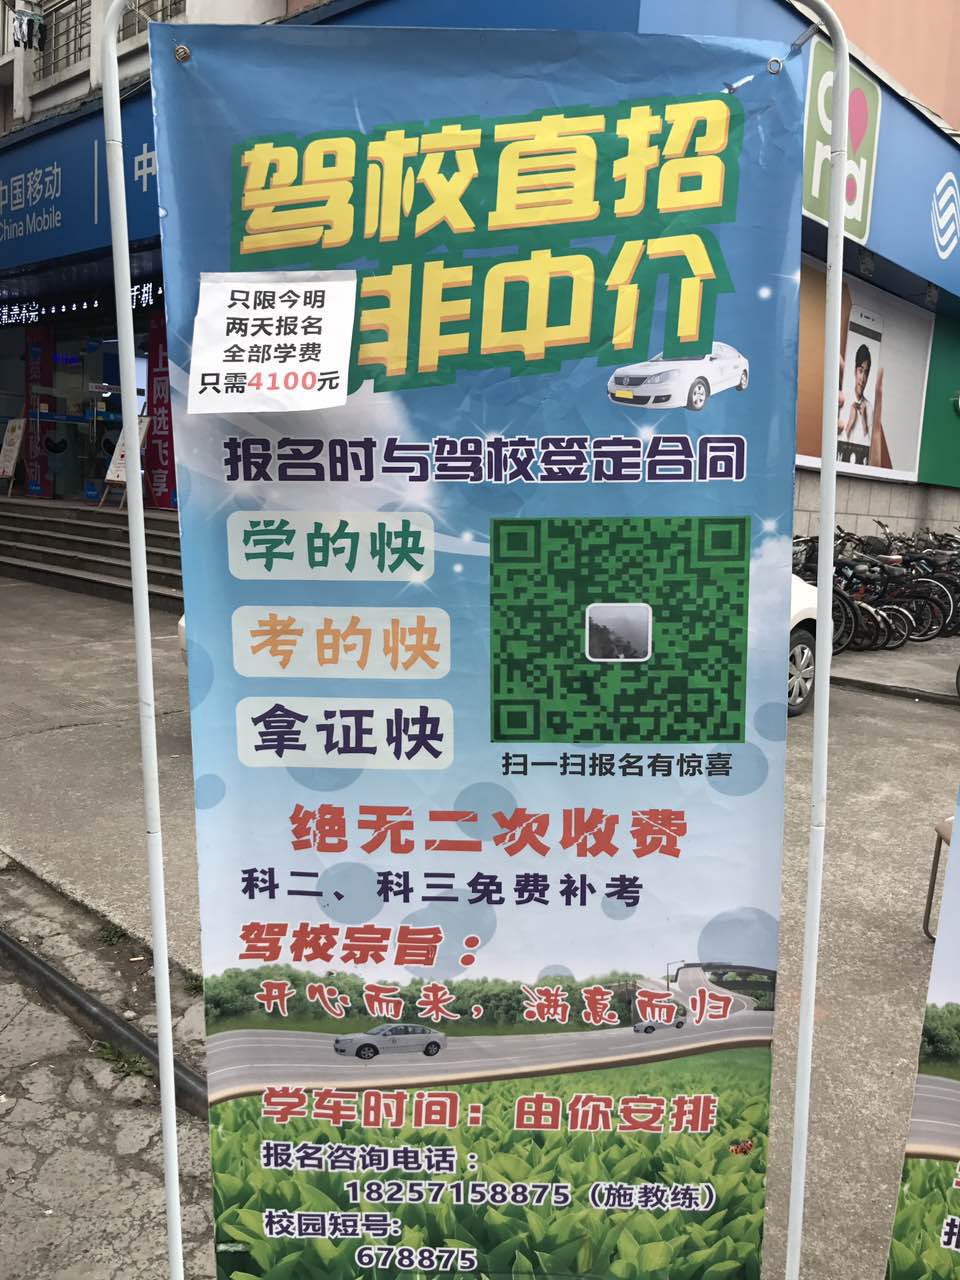 中国移动
China Mobile
中
手机
上网选飞享
驾校直招
非中介
只限今明
两天报名
全部学费
只需4100元
报名时与驾校签定合同
学的快
考的快
拿证快
扫一扫报名有惊喜
绝无二次收费
科二、科三免费补考
驾校宗旨：
开心而来，满意而归
学车时间：由你安排
报名咨询电话：
18257158875（施教练）
校园短号:
678875